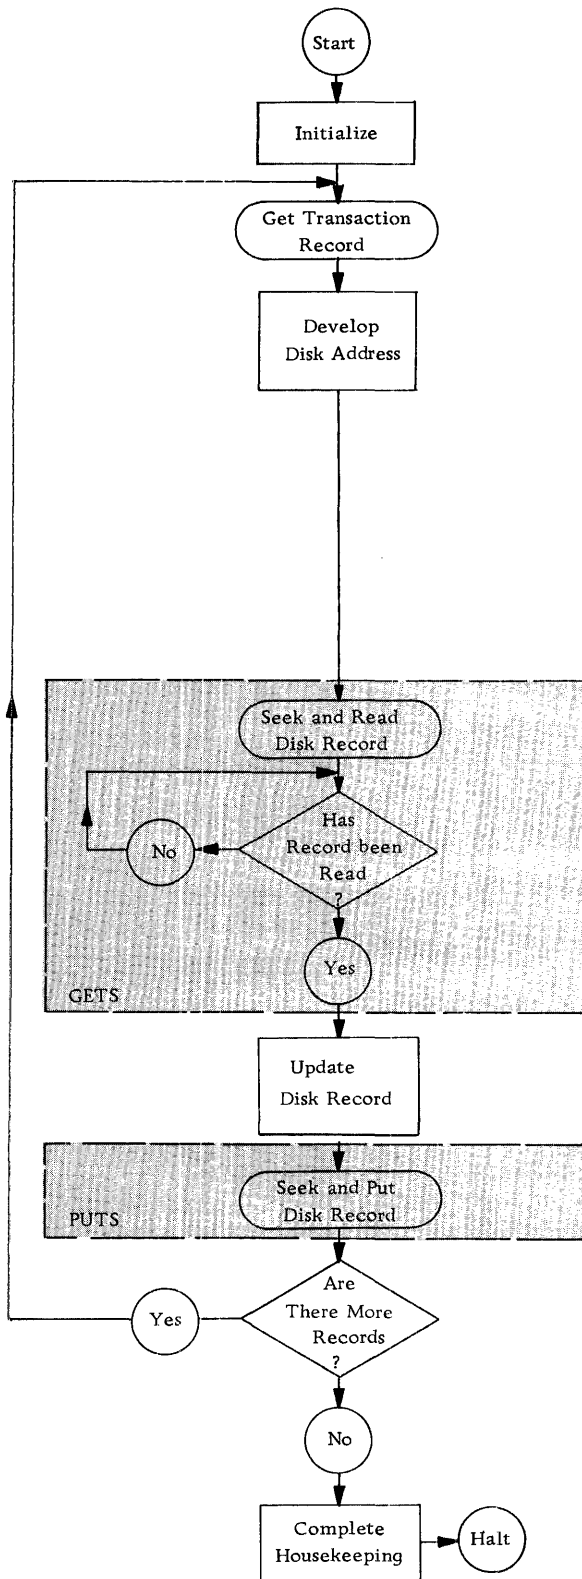 Start
Initialize
Get Transaction
Record
Develop
Disk Address
Seek and Read
Disk Record
Has
Record been
Read
?
No
Yes
GETS
Update
Disk Record
Seek and Put
Disk Record
PUTS
Are
There More
Records
?
Yes
No
Complete
Housekeeping
Halt